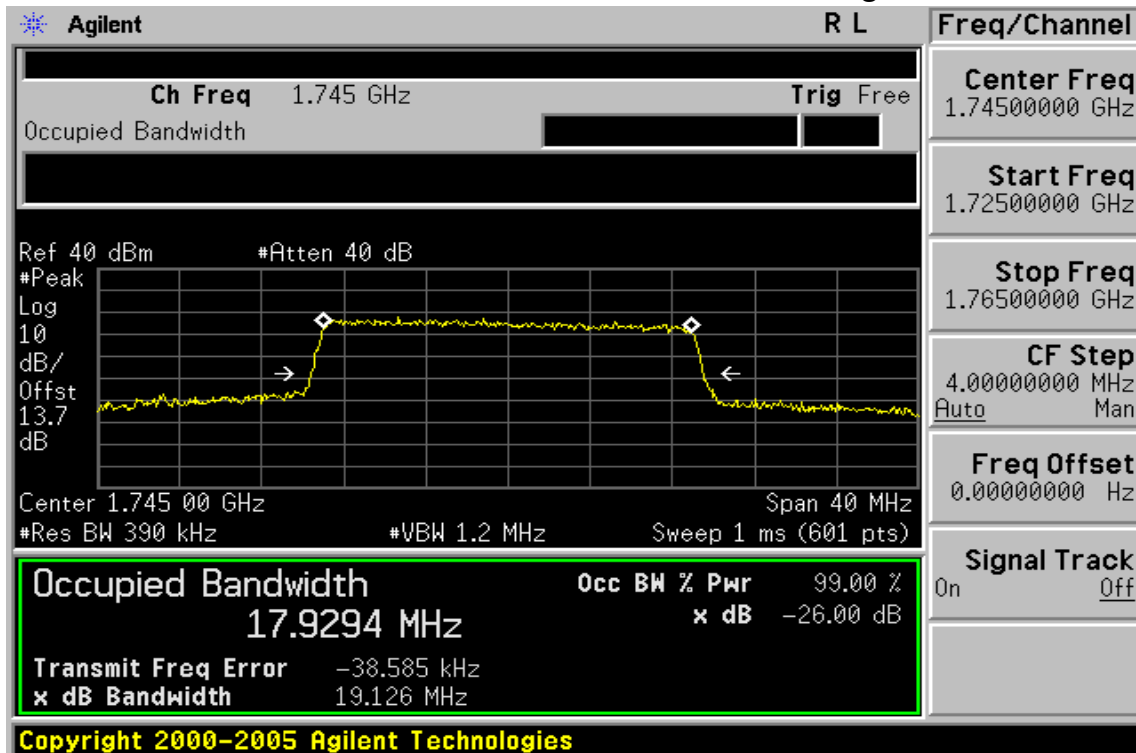 Agilent R L Freq/Channel
Ch Freq 1.745 GHz Trig Free
Occupied Bandwidth
Center Freq
1.74500000 GHz
Start Freq
1.72500000 GHz
Stop Freq
1.76500000 GHz
CF Step
4.00000000 MHz
Auto Man
Freq Offset
0.00000000 Hz
Signal Track
On Off
Ref 40 dBm #Atten 40 dB
#Peak
Log
10
dB/
Offst
13.7
dB
Center 1.745 00 GHz Span 40 MHz
#Res BW 390 kHz #VBW 1.2 MHz Sweep 1 ms (601 pts)
Occupied Bandwidth Occ BW % Pwr 99.00 %
17.9294 MHz x dB -26.00 dB
Transmit Freq Error -38.585 kHz
x dB Bandwidth 19.126 MHz
Copyright 2000-2005 Agilent Technologies